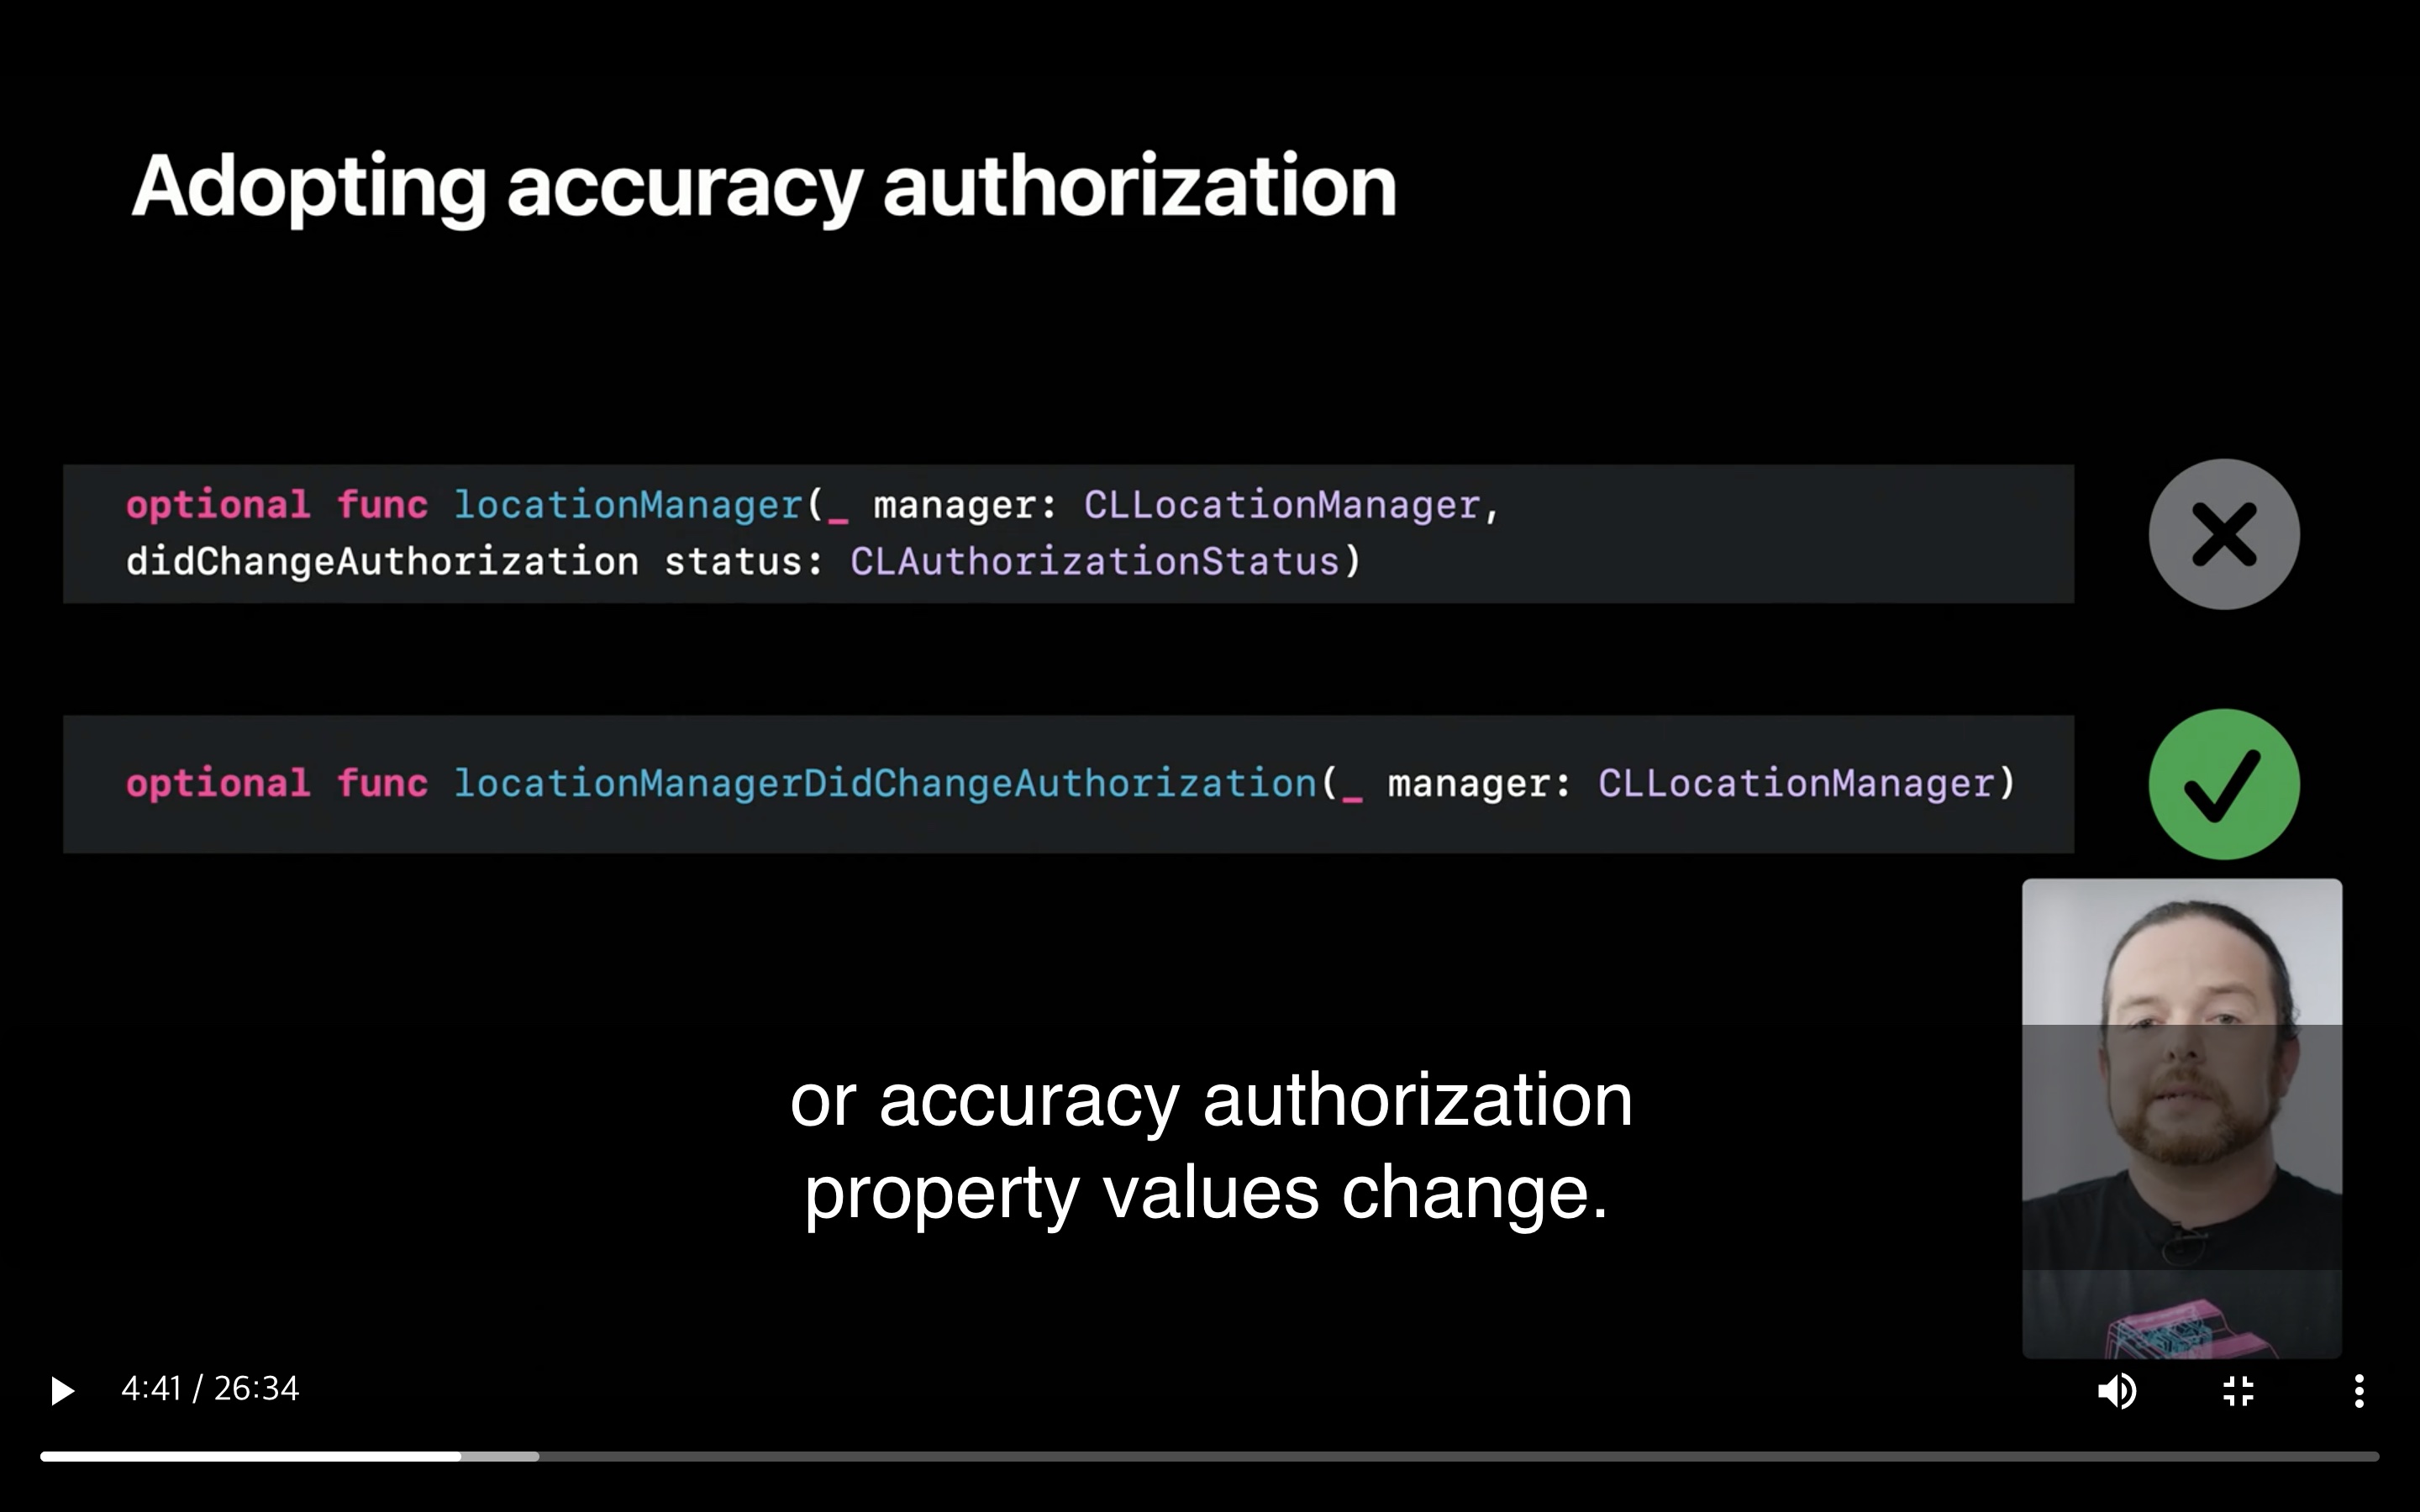 Adopting accuracy authorization
optional func locationManager(_ manager: CLLocationManager,
didChangeAuthorization status: CLAuthorizationStatus)
optional func locationManagerDidChangeAuthorization(_ manager: CLLocationManager)
or accuracy authorization
property values change.
4:41 / 26:34